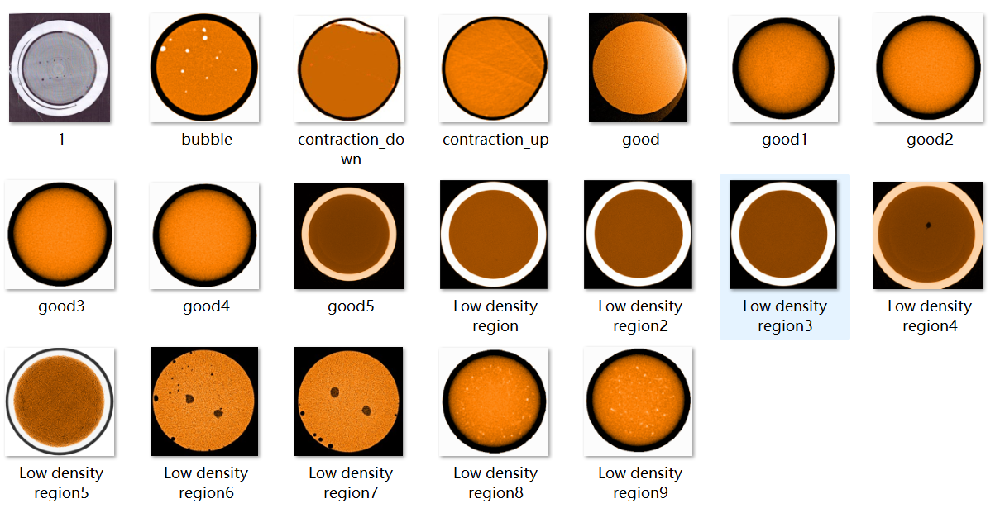 1
bubble
contraction_do
wn
contraction_up
good
good1
good2
good3
good4
good5
Low density
region
Low density
region2
Low density
region3
Low density
region4
Low density
region5
Low density
region6
Low density
region7
Low density
region8
Low density
region9